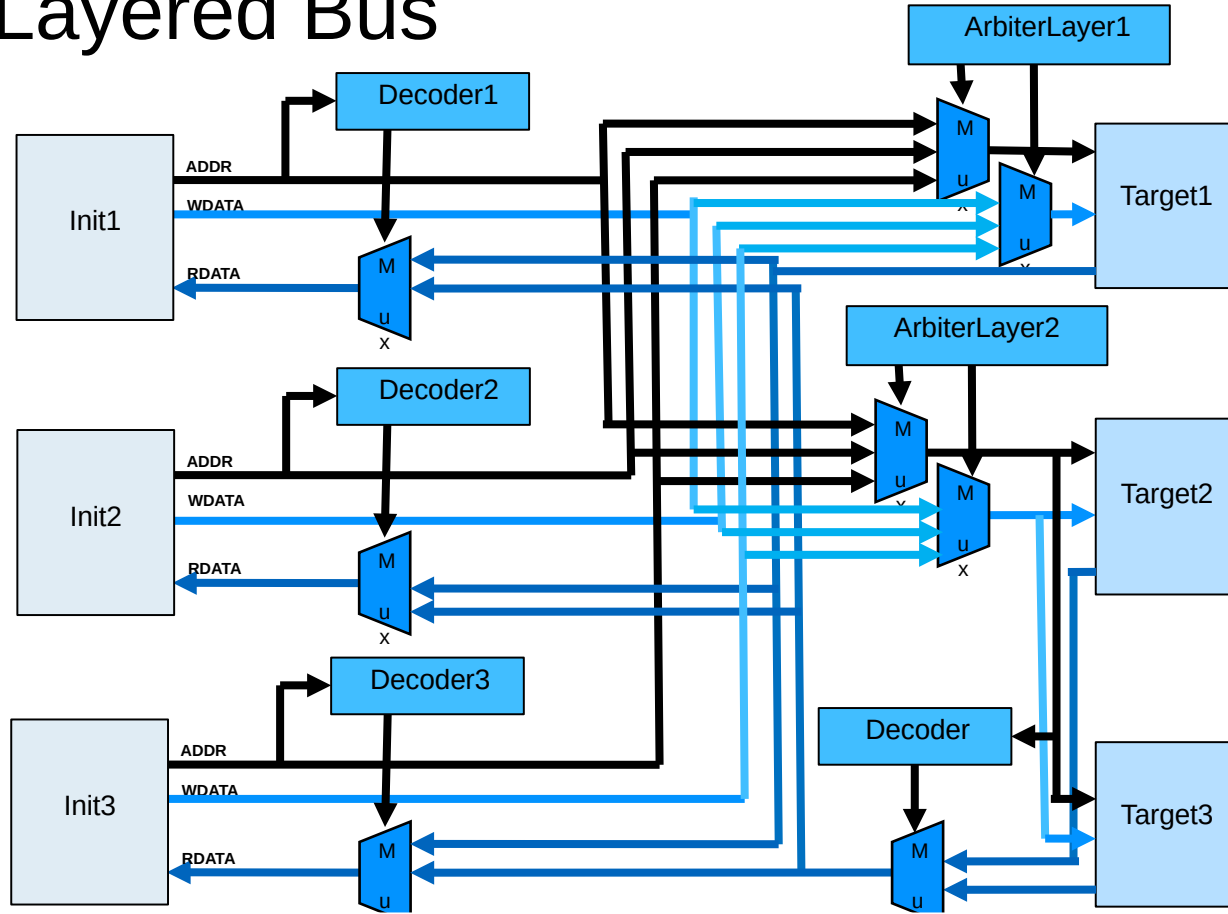 Layered Bus
ArbiterLayer1
Decoder1
M
u
x
ADDR
Init1
WDATA
Target1
M
u
x
RDATA
M
u
x
ArbiterLayer2
Decoder2
M
u
x
ADDR
Init2
WDATA
Target2
M
u
x
RDATA
M
u
x
Decoder3
Decoder
ADDR
Init3
WDATA
Target3
RDATA
M
u
M
u